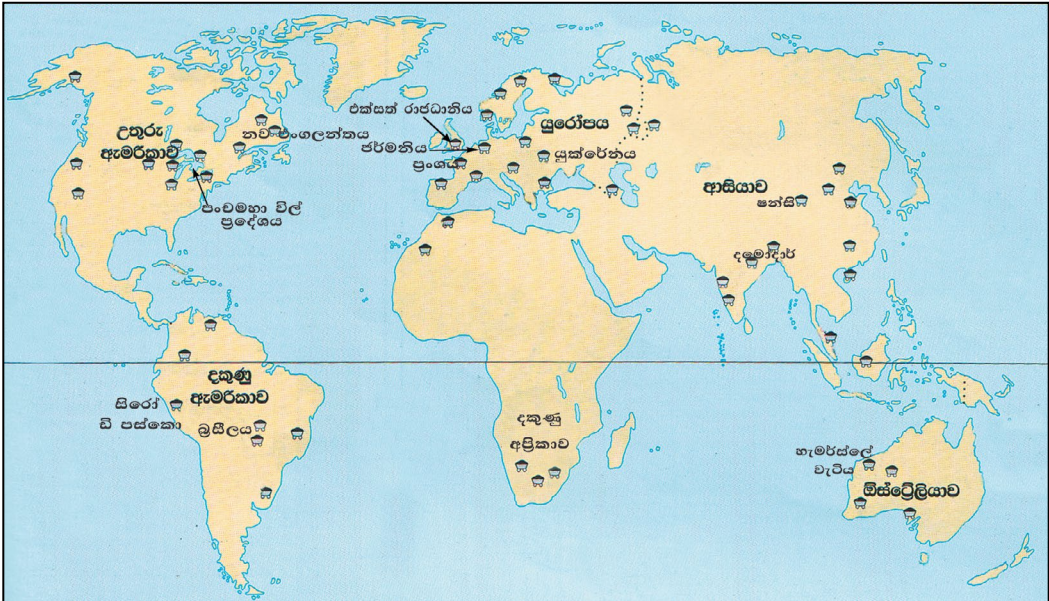 එක්සත් රාජධානිය
උතුරු
ඇමරිකාව
නව එංගලන්තය
ජර්මනිය
ප්‍රංශය
යුරෝපය
යුක්රේනය
ආසියාව
ෂන්සි
පංචමහා විල්
ප්‍රදේශය
දමෝදාර්
දකුණු
ඇමරිකාව
සිරෝ
ඩි පස්කො
බ්‍රසීලය
දකුණු
අප්‍රිකාව
හැමර්ස්ලේ
වැටිය
ඕස්ට්‍රේලියාව